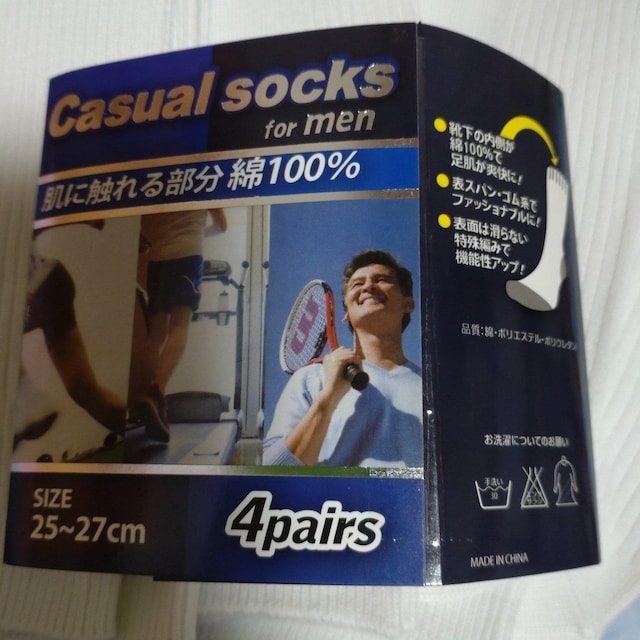 Casual socks
for men
肌に触れる部分 綿100%
SIZE
25~27cm
4pairs
靴下の内側が
綿100%で
足肌が爽快に!
表スパン・ゴム糸で
ファッショナブルに!
表面は滑らない
特殊編みで
機能性アップ!
品質:綿・ポリエステル・ポリウレタン
お洗濯についてのお願い
手洗い
30
MADE IN CHINA